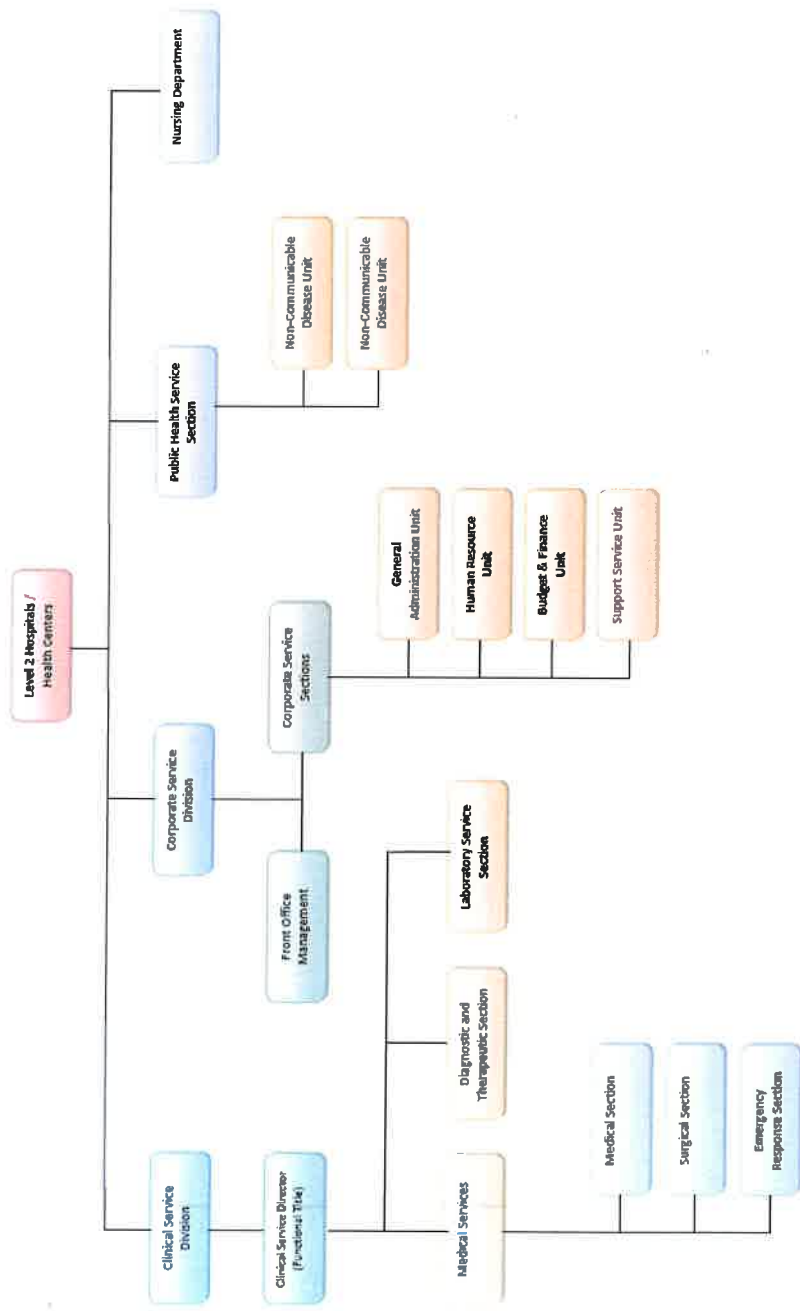 Level 2 Hospitals /
Health Centers
Clinical Service
Division
Corporate Service
Division
Public Health Service
Section
Nursing Department
Clinical Service Director
(Functional Title)
Front Office
Management
Corporate Service
Sections
Non-Communicable
Disease Unit
Non-Communicable
Disease Unit
General
Administration Unit
Human Resource
Unit
Budget & Finance
Unit
Support Service Unit
Medical Services
Diagnostic and
Therapeutic Section
Laboratory Service
Section
Medical Section
Surgical Section
Emergency
Response Section